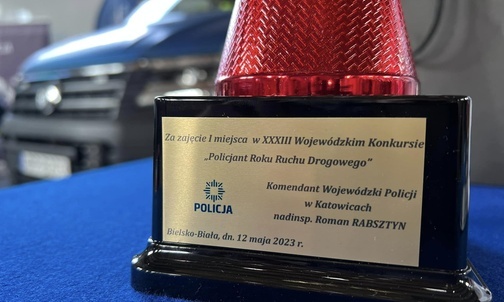 Za zajęcie I miejsca w XXXIII Wojewódzkim Konkursie
„Policjant Roku Ruchu Drogowego”
POLICJA
Komendant Wojewódzki Policji
w Katowicach
nadinsp. Roman RABSZTYN
Bielsko-Biała, dn. 12 maja 2023 r.